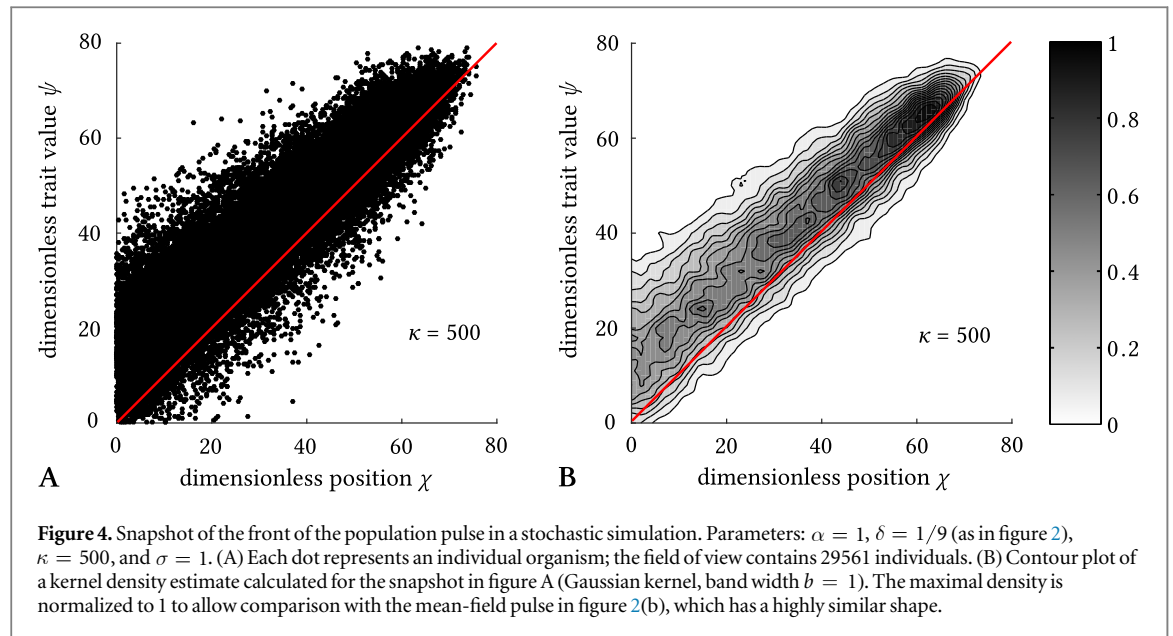 80
60
40
20
0
dimensionless trait value ψ
κ = 500
0
20
40
60
80
dimensionless position χ
A
80
60
40
20
0
dimensionless trait value ψ
κ = 500
0
20
40
60
80
dimensionless position χ
B
1
0.8
0.6
0.4
0.2
0
Figure 4. Snapshot of the front of the population pulse in a stochastic simulation. Parameters: α = 1, δ = 1/9 (as in figure 2),
κ = 500, and σ = 1. (A) Each dot represents an individual organism; the field of view contains 29561 individuals. (B) Contour plot of
a kernel density estimate calculated for the snapshot in figure A (Gaussian kernel, band width b = 1). The maximal density is
normalized to 1 to allow comparison with the mean-field pulse in figure 2(b), which has a highly similar shape.